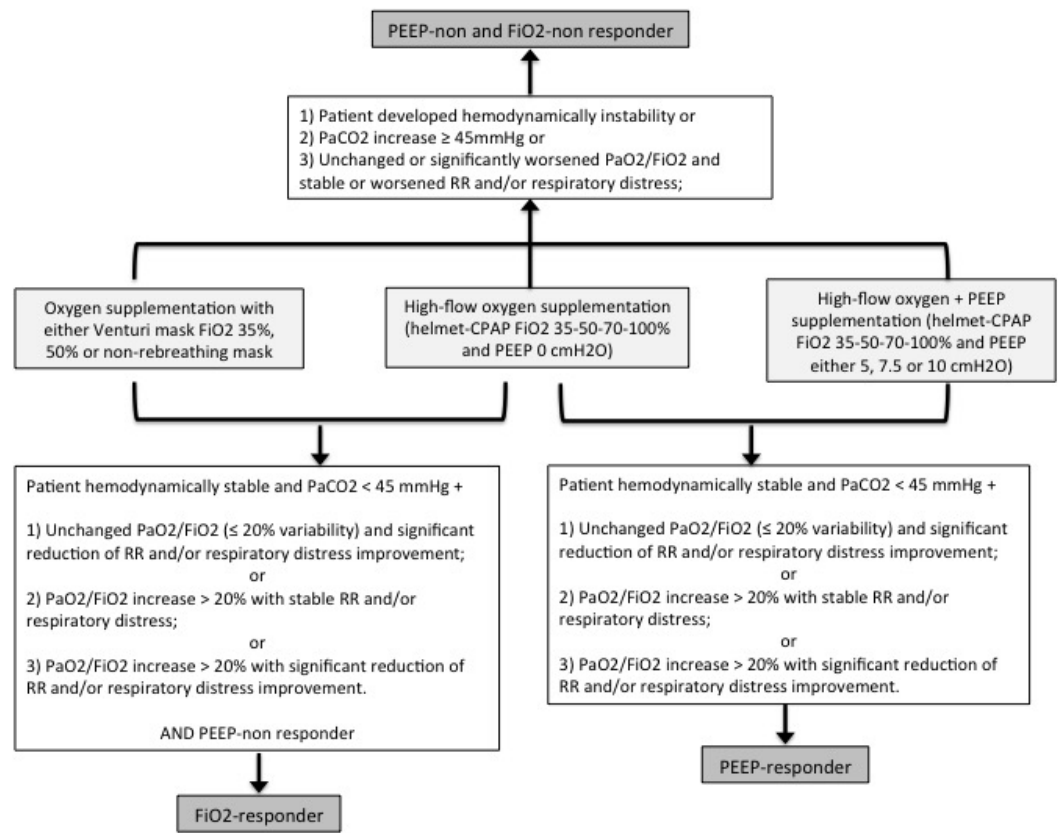 PEEP-non and FiO2-non responder
1) Patient developed hemodynamically instability or
2) PaCO2 increase ≥ 45mmHg or
3) Unchanged or significantly worsened PaO2/FiO2 and
stable or worsened RR and/or respiratory distress;
Oxygen supplementation with
either Venturi mask FiO2 35%,
50% or non-rebreathing mask
High-flow oxygen supplementation
(helmet-CPAP FiO2 35-50-70-100%
and PEEP 0 cmH2O)
High-flow oxygen + PEEP
supplementation (helmet-CPAP
FiO2 35-50-70-100% and PEEP
either 5, 7.5 or 10 cmH2O)
Patient hemodynamically stable and PaCO2 < 45 mmHg +
1) Unchanged PaO2/FiO2 (≤ 20% variability) and significant
reduction of RR and/or respiratory distress improvement;
or
2) PaO2/FiO2 increase > 20% with stable RR and/or
respiratory distress;
or
3) PaO2/FiO2 increase > 20% with significant reduction of
RR and/or respiratory distress improvement.
AND PEEP-non responder
FiO2-responder
Patient hemodynamically stable and PaCO2 < 45 mmHg +
1) Unchanged PaO2/FiO2 (≤ 20% variability) and significant
reduction of RR and/or respiratory distress improvement;
or
2) PaO2/FiO2 increase > 20% with stable RR and/or
respiratory distress;
or
3) PaO2/FiO2 increase > 20% with significant reduction of
RR and/or respiratory distress improvement.
PEEP-responder